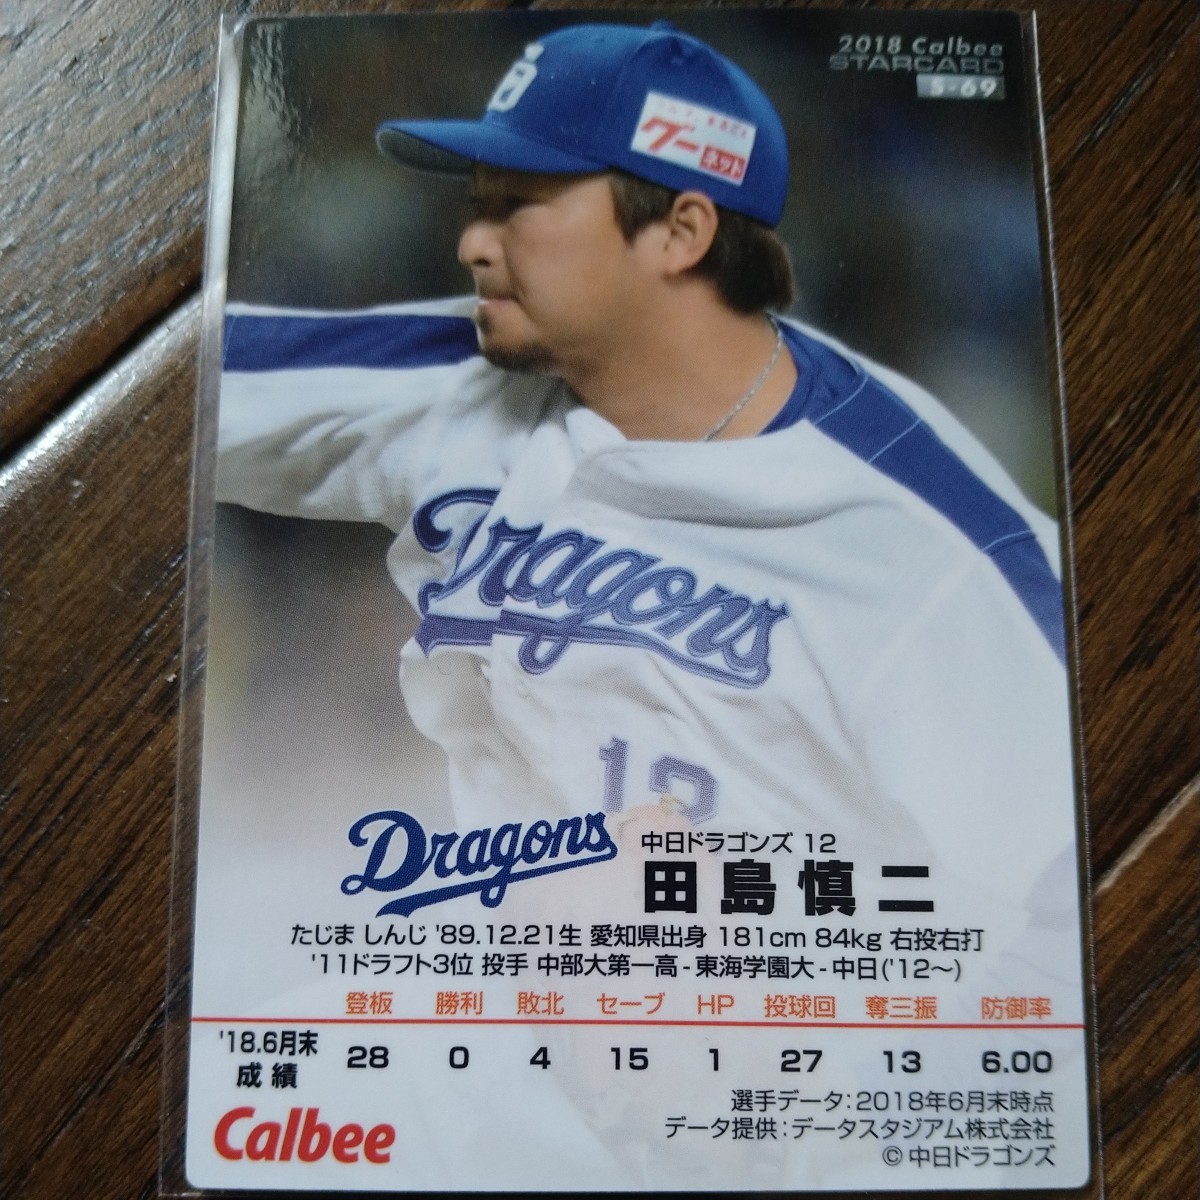 2018 Calbee
STARCARD
S-69
グー
ネット
Dragons
12
Dragons
中日ドラゴンズ 12
田島慎二
たじま しんじ '89.12.21生 愛知県出身 181cm 84kg 右投右打
'11ドラフト3位 投手 中部大第一高-東海学園大-中日('12〜)
登板 勝利 敗北 セーブ HP 投球回 奪三振 防御率
'18.6月末
成績 28 0 4 15 1 27 13 6.00
選手データ:2018年6月末時点
Calbee
データ提供:データスタジアム株式会社
© 中日ドラゴンズ